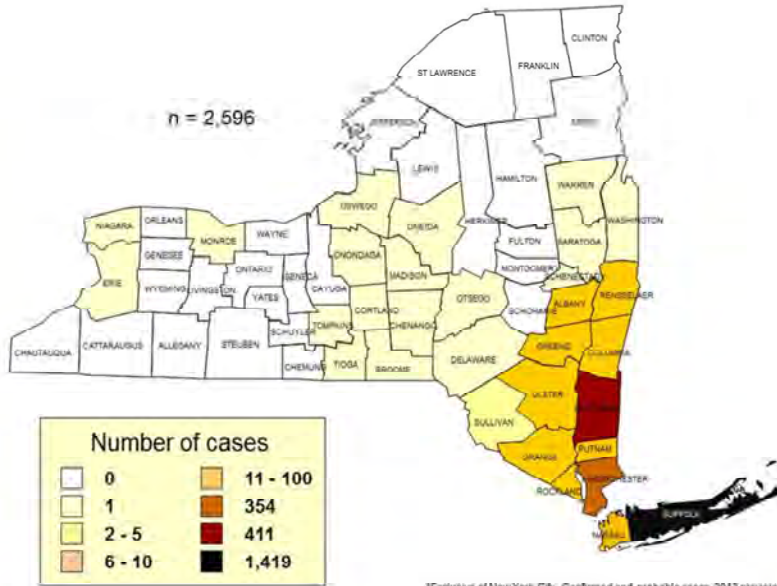 CLINTON
FRANKLIN
ST LAWRENCE
n = 2,596
JEFFERSON
LEWIS
HAMILTON
WARREN
OSWEGO
HERKIMER
WASHINGTON
NIAGARA
ORLEANS
ONEIDA
MONROE
WAYNE
SARATOGA
FULTON
GENESEE
ONONDAGA
MONTGOMERY
ONTARIO
MADISON
SCHENECTADY
ERIE
SENECA
CAYUGA
WYOMING
LIVINGSTON
YATES
OTSEGO
ALBANY
RENSSELAER
CORTLAND
SCHOHARIE
SCHUYLER
TOMPKINS
CHENANGO
CHAUTAUQUA
CATTARAUGUS
ALLEGANY
STEUBEN
GREENE
COLUMBIA
CHEMUNG
TIOGA
BROOME
DELAWARE
ULSTER
SULLIVAN
PUTNAM
ORANGE
ROCKLAND
SUFFOLK
NASSAU
Number of cases
0
1
2 - 5
6 - 10
11 - 100
354
411
1,419